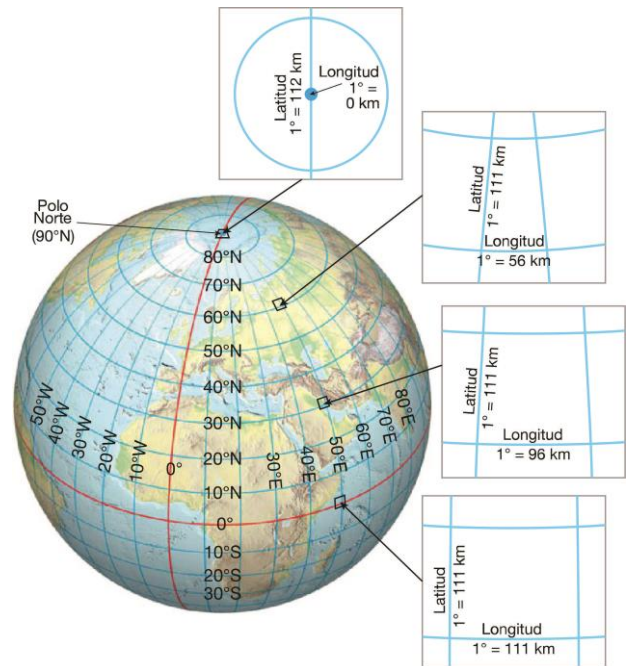 Latitud
1° = 112 km
Longitud
1° =
0 km
Latitud
1° = 111 km
Longitud
1° = 56 km
Polo
Norte
(90°N)
80°N
70°N
60°N
50°N
40°N
30°N
20°N
10°N
0°
10°S
20°S
30°S
50°W
40°W
30°W
20°W
10°W
0°
30°E
40°E
50°E
60°E
70°E
80°E
Latitud
1° = 111 km
Longitud
1° = 96 km
Latitud
1° = 111 km
Longitud
1° = 111 km